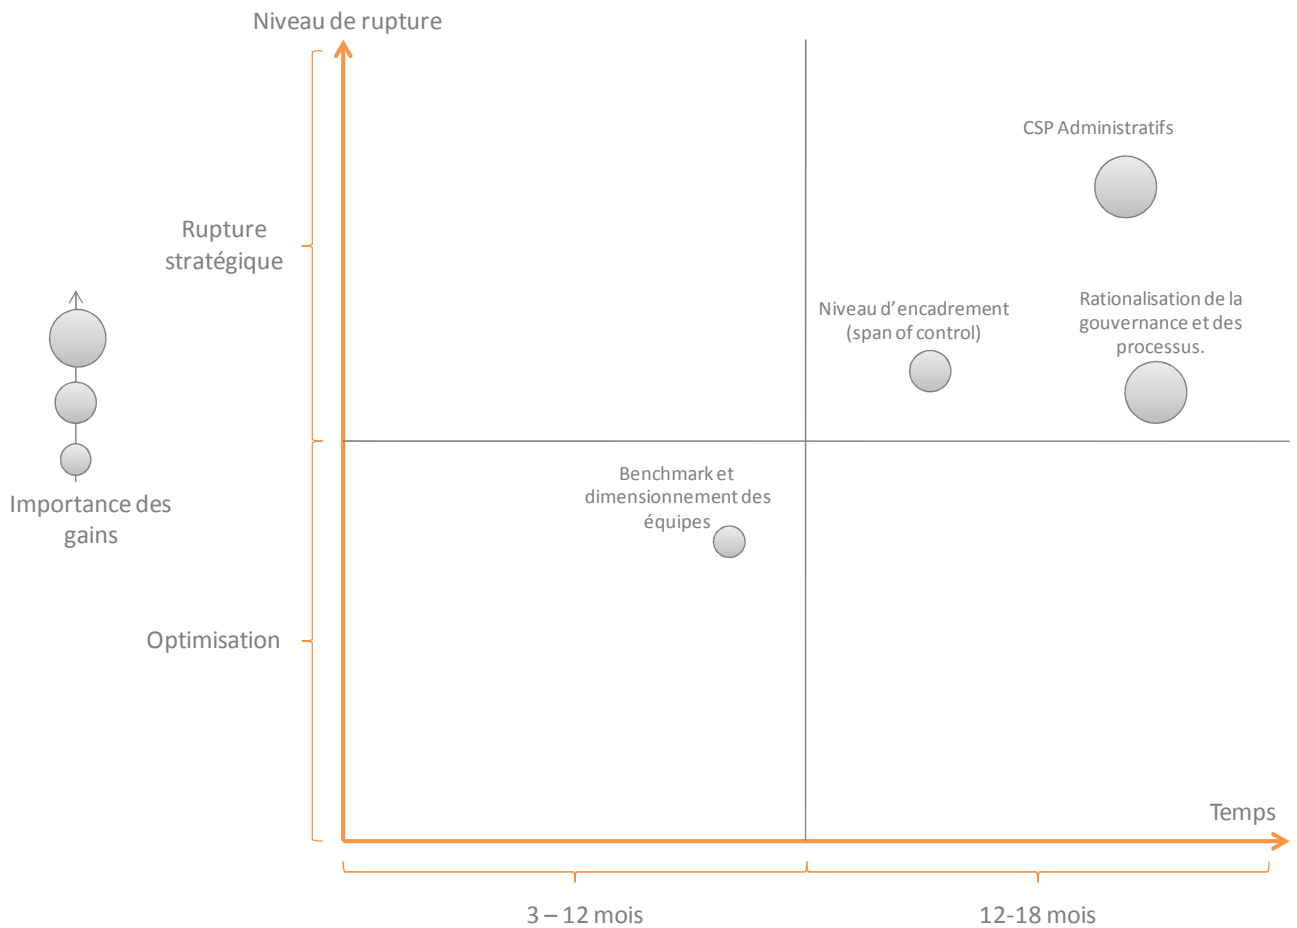 Niveau de rupture
CSP Administratifs
Rupture
stratégique
Niveau d'encadrement
(span of control)
Rationalisation de la
gouvernance et des
processus.
Importance des
gains
Benchmark et
dimensionnement des
équipes
Optimisation
Temps
3 – 12 mois
12-18 mois